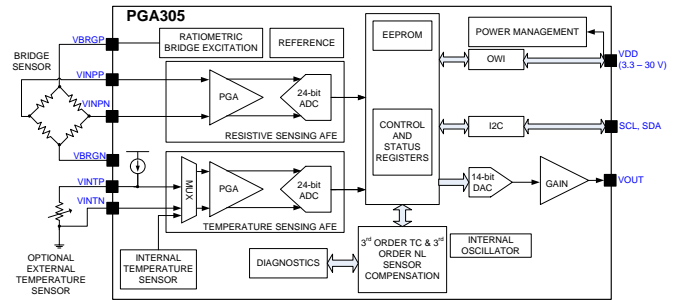 PGA305
RATIOMETRIC
BRIDGE EXCITATION
REFERENCE
EEPROM
POWER MANAGEMENT
VBRGP
BRIDGE
SENSOR
VINPP
VINPN
PGA
24-bit
ADC
RESISTIVE SENSING AFE
OWI
VDD
(3.3 – 30 V)
CONTROL
AND
STATUS
REGISTERS
I2C
SCL, SDA
VBRGN
VINTP
VINTN
MUX
PGA
24-bit
ADC
TEMPERATURE SENSING AFE
14-bit
DAC
GAIN
VOUT
OPTIONAL
EXTERNAL
TEMPERATURE
SENSOR
INTERNAL
TEMPERATURE
SENSOR
DIAGNOSTICS
3rd ORDER TC & 3rd
ORDER NL
SENSOR
COMPENSATION
INTERNAL
OSCILLATOR